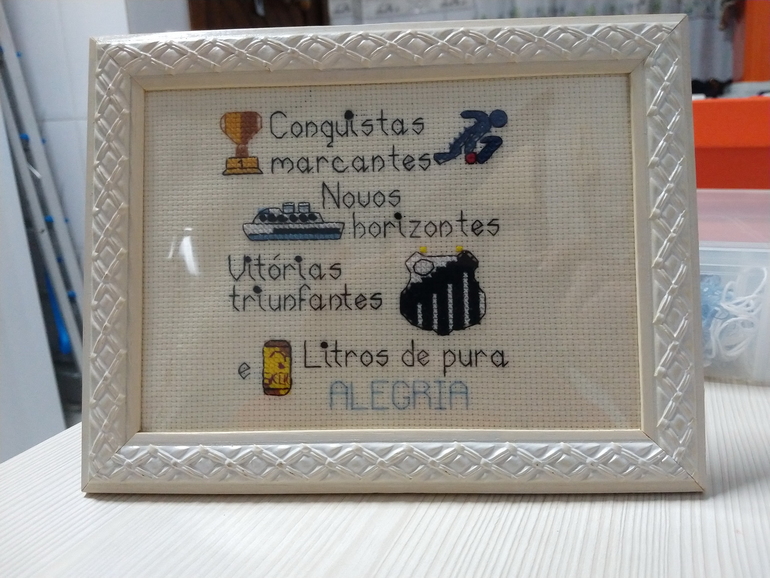 Conquistas
marcantes
Novos
horizontes
Vitórias
triunfantes
e Litros de pura
ALEGRIA